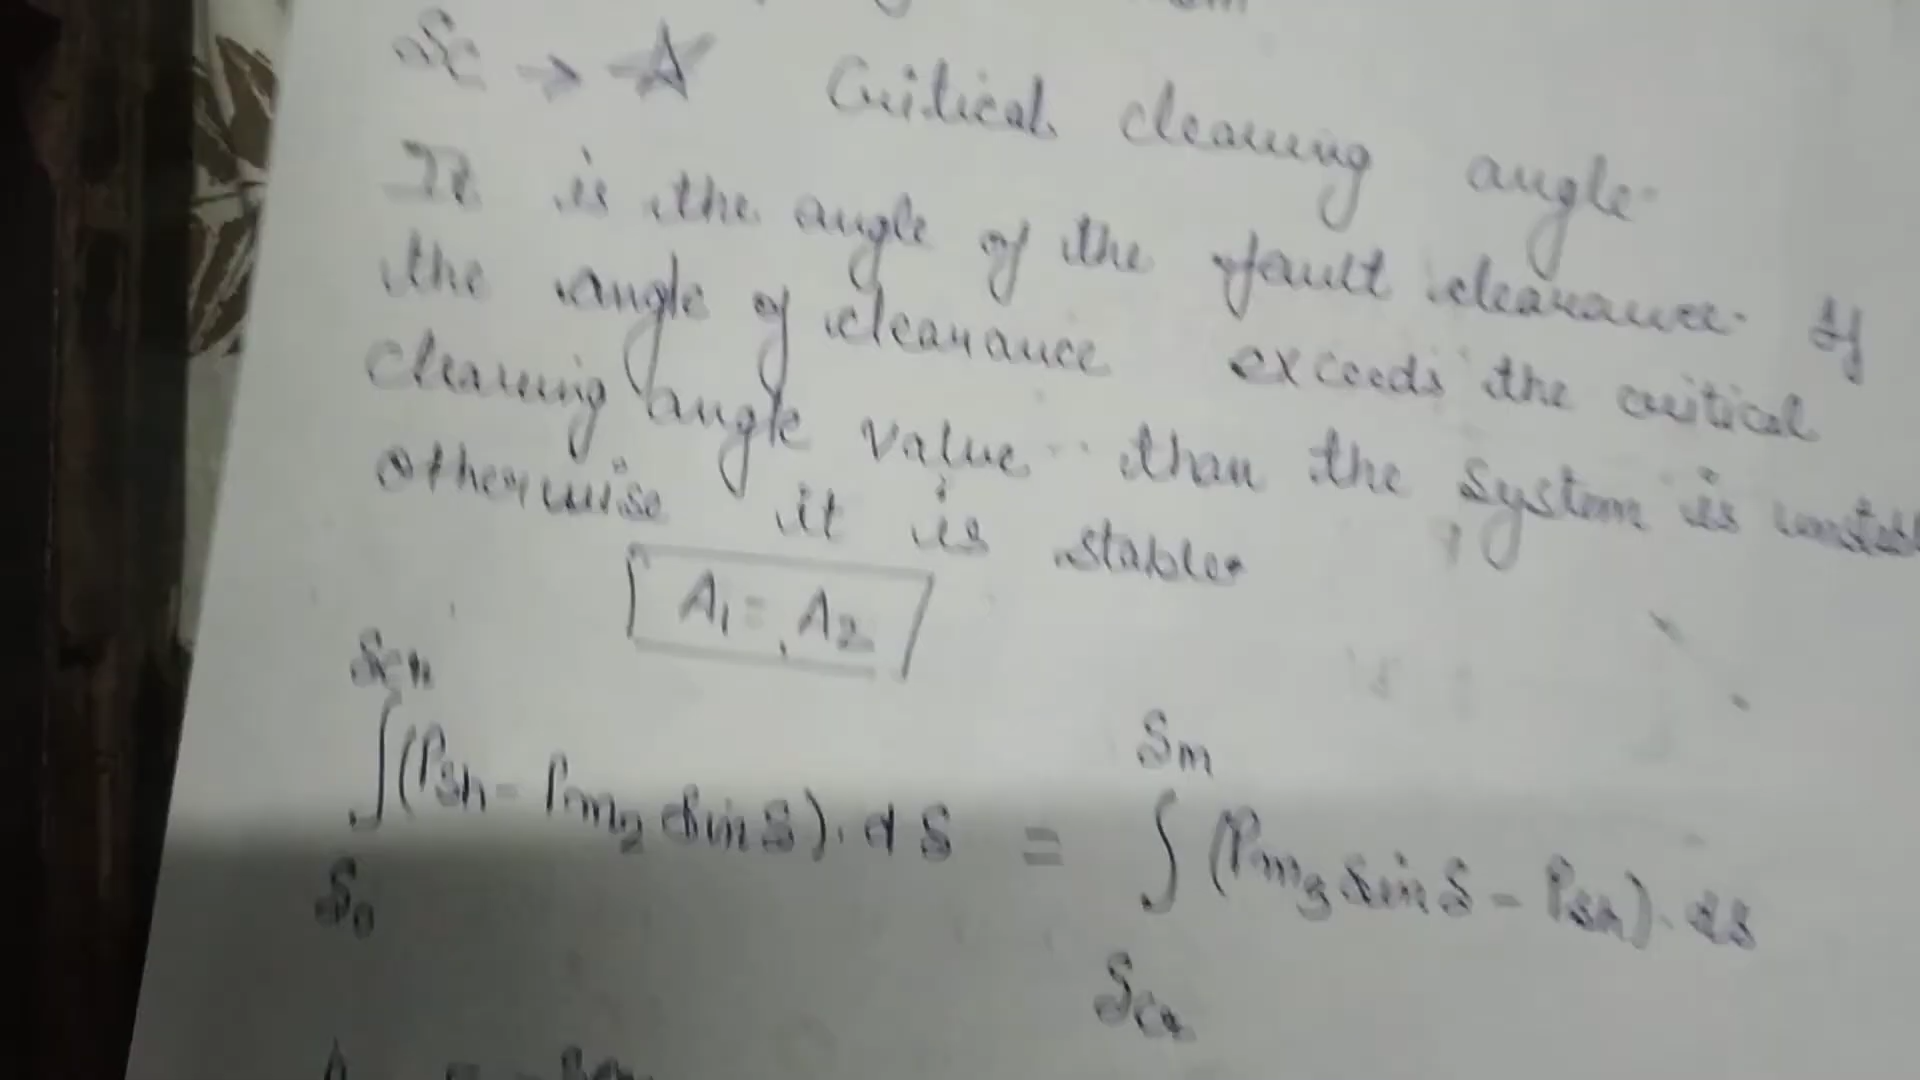 δc → A Critical clearing angle.
It is the angle of the fault clearance. If
the angle of clearance exceeds the critical
clearing angle value than the system is
otherwise it is stable.
A1 = A2
∫(Psh - Pm2 sin δ). dδ = ∫(Pm3 sin δ - Psh). dδ
δcr δm
δ0 δcr